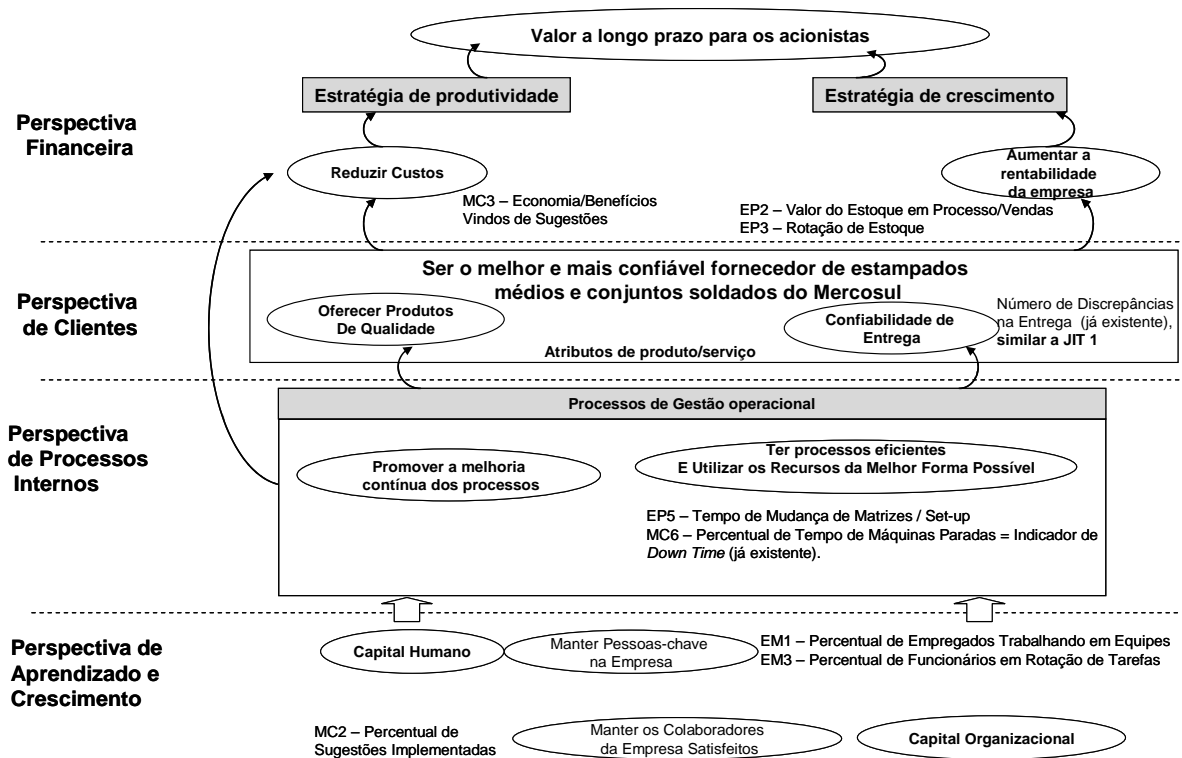 Valor a longo prazo para os acionistas
Estratégia de produtividade
Estratégia de crescimento
Perspectiva
Financeira
Reduzir Custos
Aumentar a
rentabilidade
da empresa
MC3 – Economia/Benefícios
Vindos de Sugestões
EP2 – Valor do Estoque em Processo/Vendas
EP3 – Rotação de Estoque
Perspectiva
de Clientes
Ser o melhor e mais confiável fornecedor de estampados
médios e conjuntos soldados do Mercosul
Oferecer Produtos
De Qualidade
Confiabilidade de
Entrega
Número de Discrepâncias
na Entrega (já existente),
similar a JIT 1
Atributos de produto/serviço
Processos de Gestão operacional
Perspectiva
de Processos
Internos
Promover a melhoria
contínua dos processos
Ter processos eficientes
E Utilizar os Recursos da Melhor Forma Possível
EP5 – Tempo de Mudança de Matrizes / Set-up
MC6 – Percentual de Tempo de Máquinas Paradas = Indicador de
Down Time (já existente).
Perspectiva de
Aprendizado e
Crescimento
Capital Humano
Manter Pessoas-chave
na Empresa
EM1 – Percentual de Empregados Trabalhando em Equipes
EM3 – Percentual de Funcionários em Rotação de Tarefas
MC2 – Percentual de
Sugestões Implementadas
Manter os Colaboradores
da Empresa Satisfeitos
Capital Organizacional